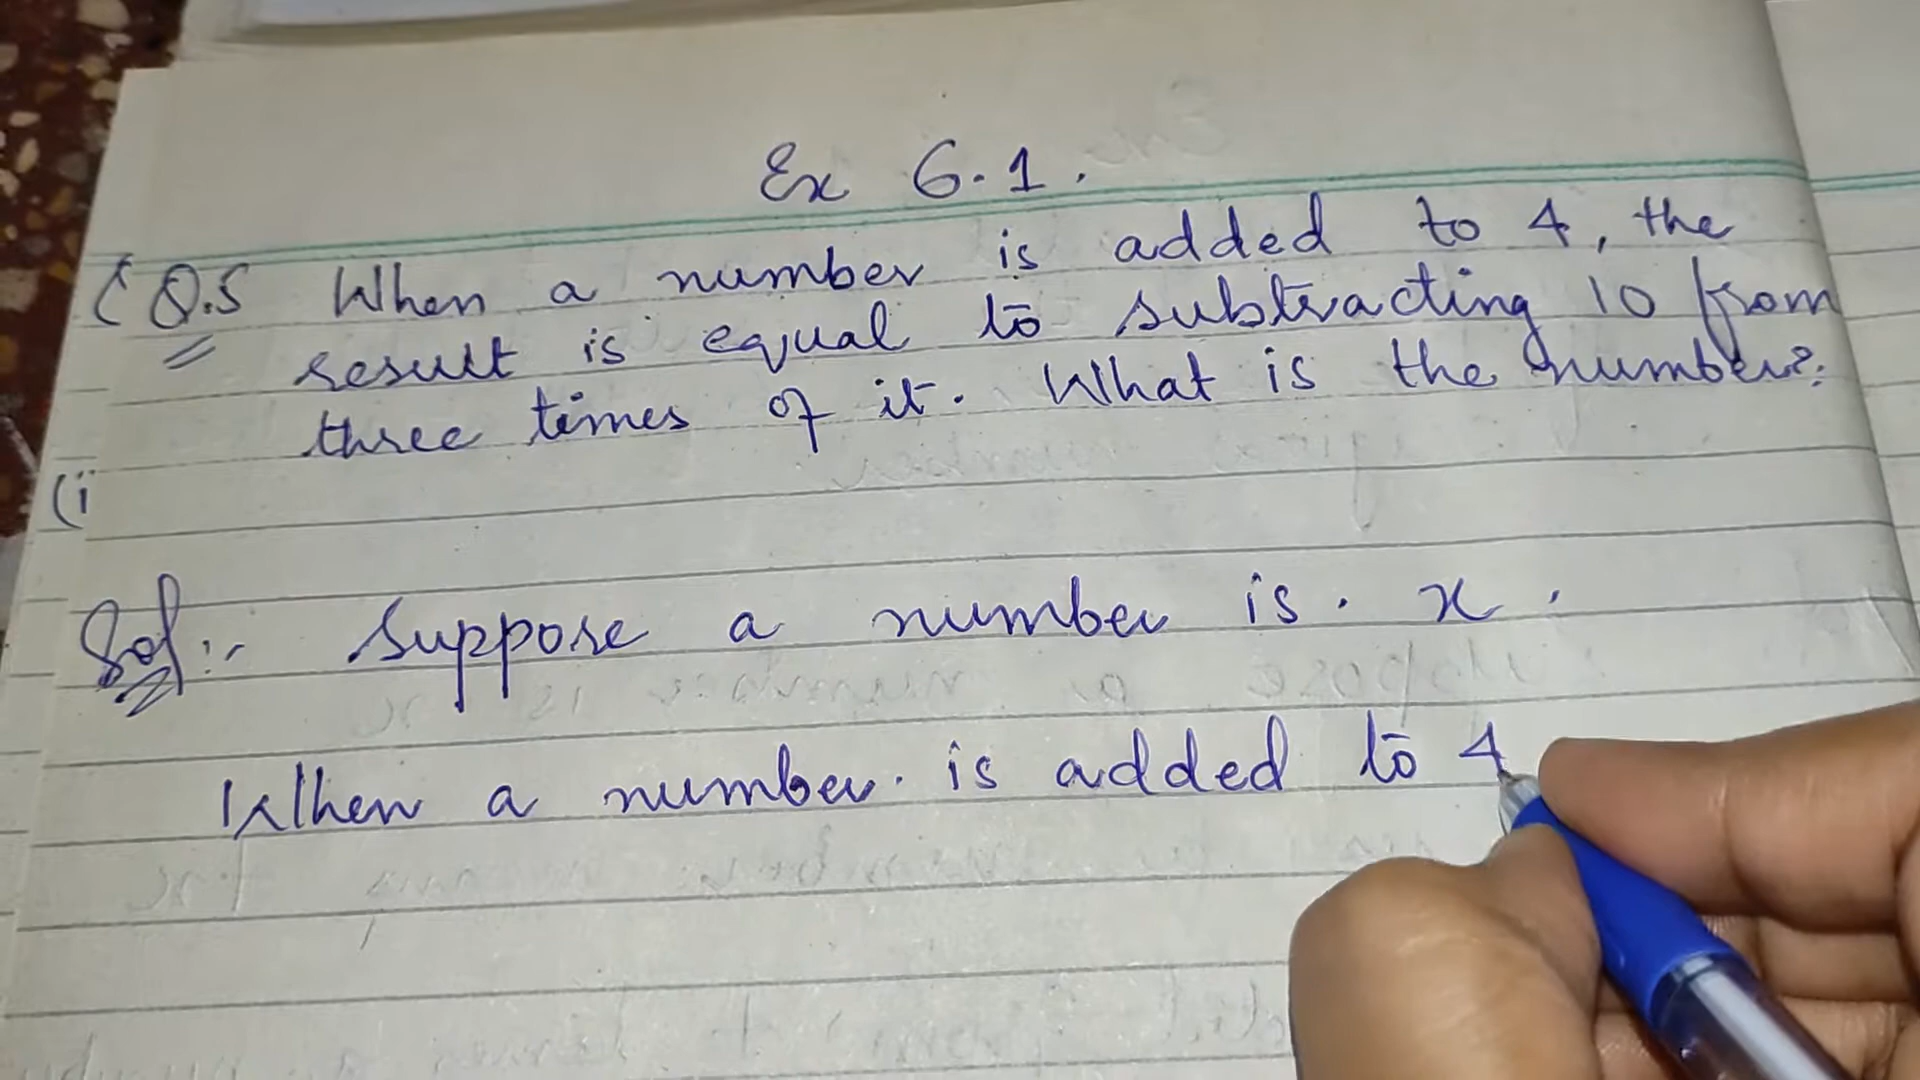 Ex 6.1.
( Q.5 When a number is added to 4, the
result is equal to subtracting 10 from
three times of it. What is the number?
(i
Sol:- Suppose a number is. x.
When a number. is added to 4